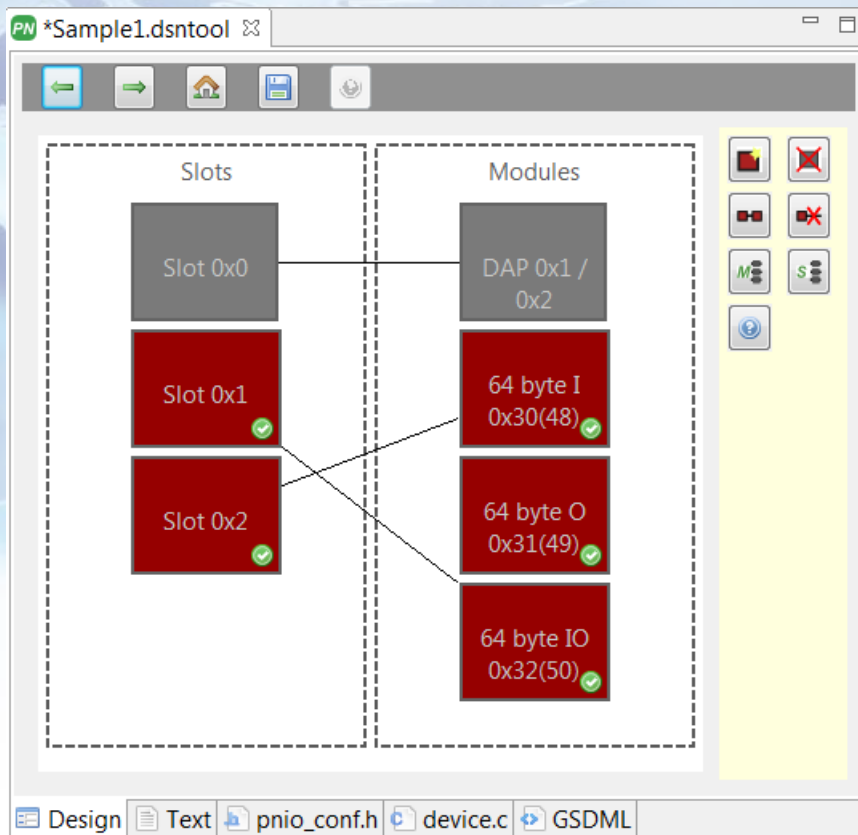 PN *Sample1.dsntool
Slots
Modules
Slot 0x0
DAP 0x1 /
0x2
Slot 0x1
64 byte I
0x30(48)
Slot 0x2
64 byte O
0x31(49)
64 byte IO
0x32(50)
M
S
?
Design Text h pnio_conf.h c device.c GSDML